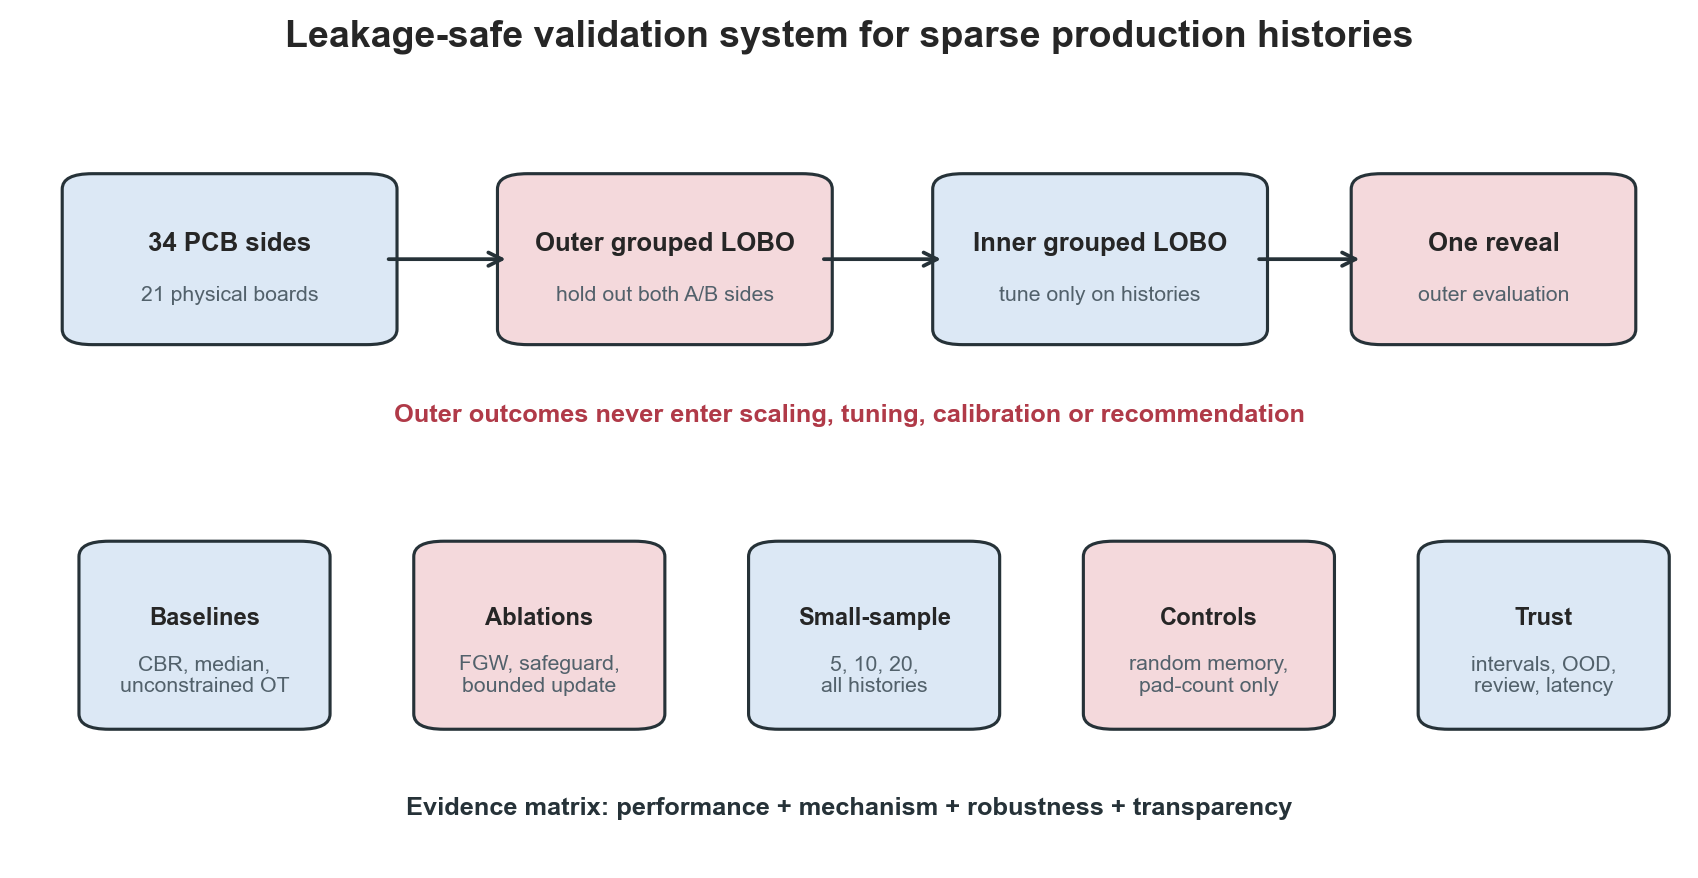 Leakage-safe validation system for sparse production histories
34 PCB sides
21 physical boards
Outer grouped LOBO
hold out both A/B sides
Inner grouped LOBO
tune only on histories
One reveal
outer evaluation
Outer outcomes never enter scaling, tuning, calibration or recommendation
Baselines
CBR, median,
unconstrained OT
Ablations
FGW, safeguard,
bounded update
Small-sample
5, 10, 20,
all histories
Controls
random memory,
pad-count only
Trust
intervals, OOD,
review, latency
Evidence matrix: performance + mechanism + robustness + transparency